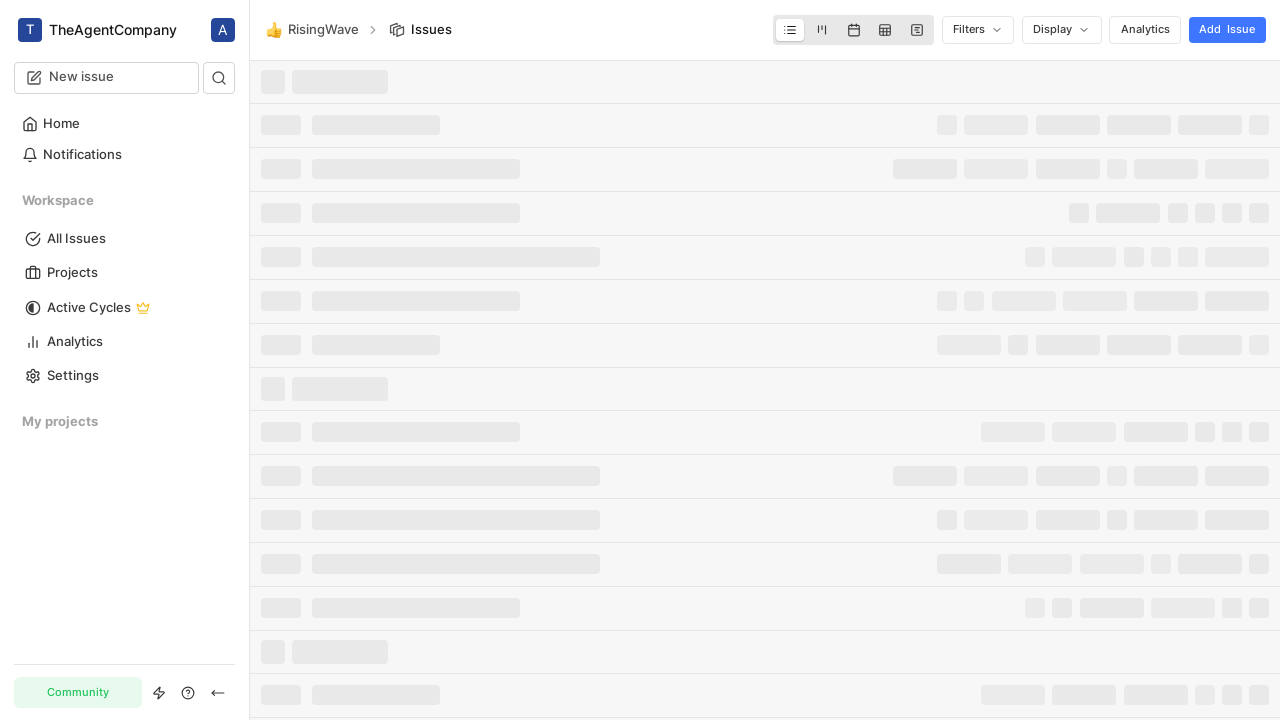 T
TheAgentCompany
A
New issue
Home
Notifications
Workspace
All Issues
Projects
Active Cycles
Analytics
Settings
My projects
Community
RisingWave
Issues
Filters
Display
Analytics
Add Issue